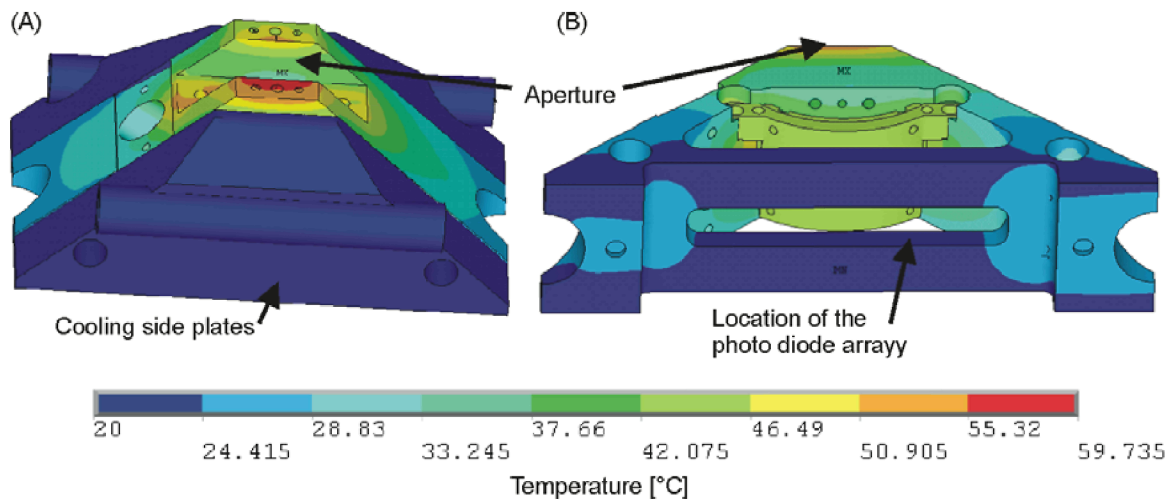 (A)
(B)
MX
MX
Aperture
MN
Cooling side plates
Location of the
photo diode arrayy
20
28.83
37.66
46.49
55.32
24.415
33.245
42.075
50.905
59.735
Temperature [°C]